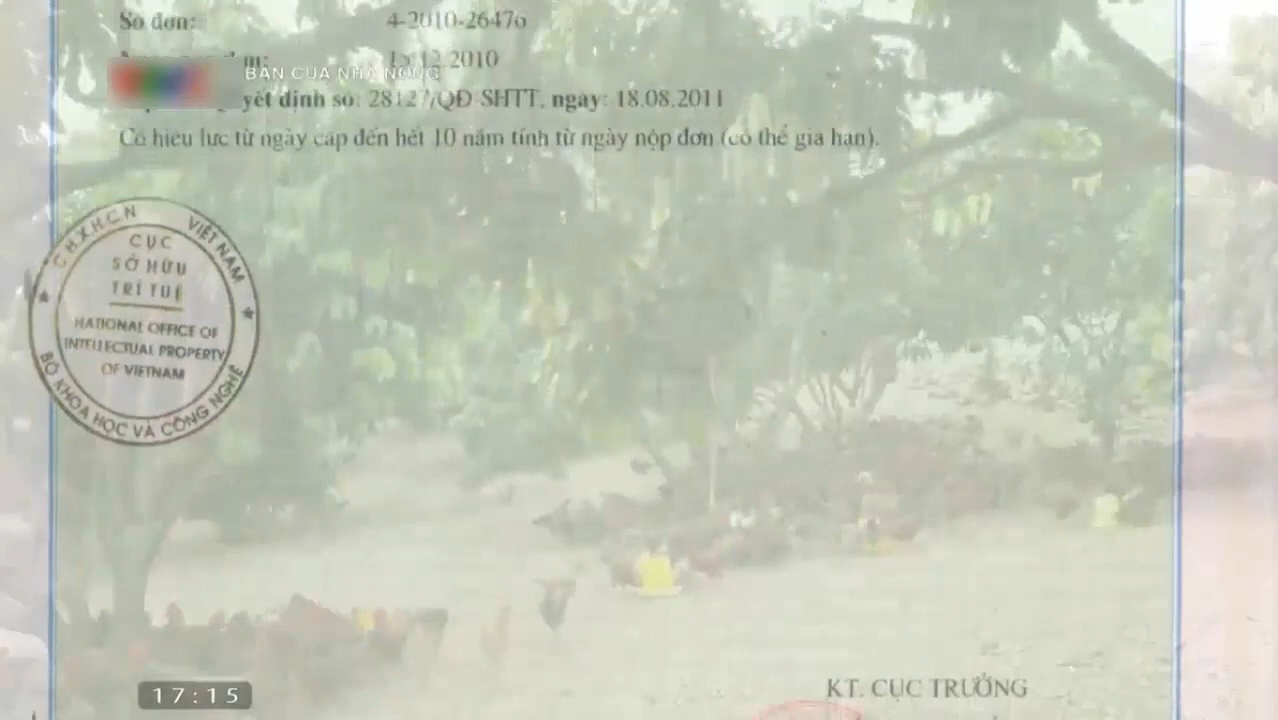 Số đơn: 4-2010-26476
15.12.2010
BẠN CỦA NHÀ NÔNG
định số: 28127/QĐ-SHTT, ngày: 18.08.2011
Có hiệu lực từ ngày cấp đến hết 10 năm tính từ ngày nộp đơn (có thể gia hạn).
C.H.X.H.C.N VIỆT NAM
CỤC
SỞ HỮU
TRÍ TUỆ
NATIONAL OFFICE OF
INTELLECTUAL PROPERTY
OF VIETNAM
BỘ KHOA HỌC VÀ CÔNG NGHỆ
KT. CỤC TRƯỞNG
17:15